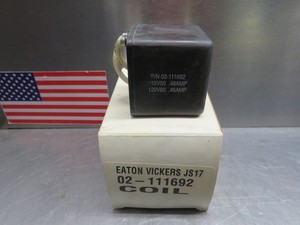 P/N 02-111692
120V60 .46AMP
EATON VICKERS JS17
02-111692
COIL